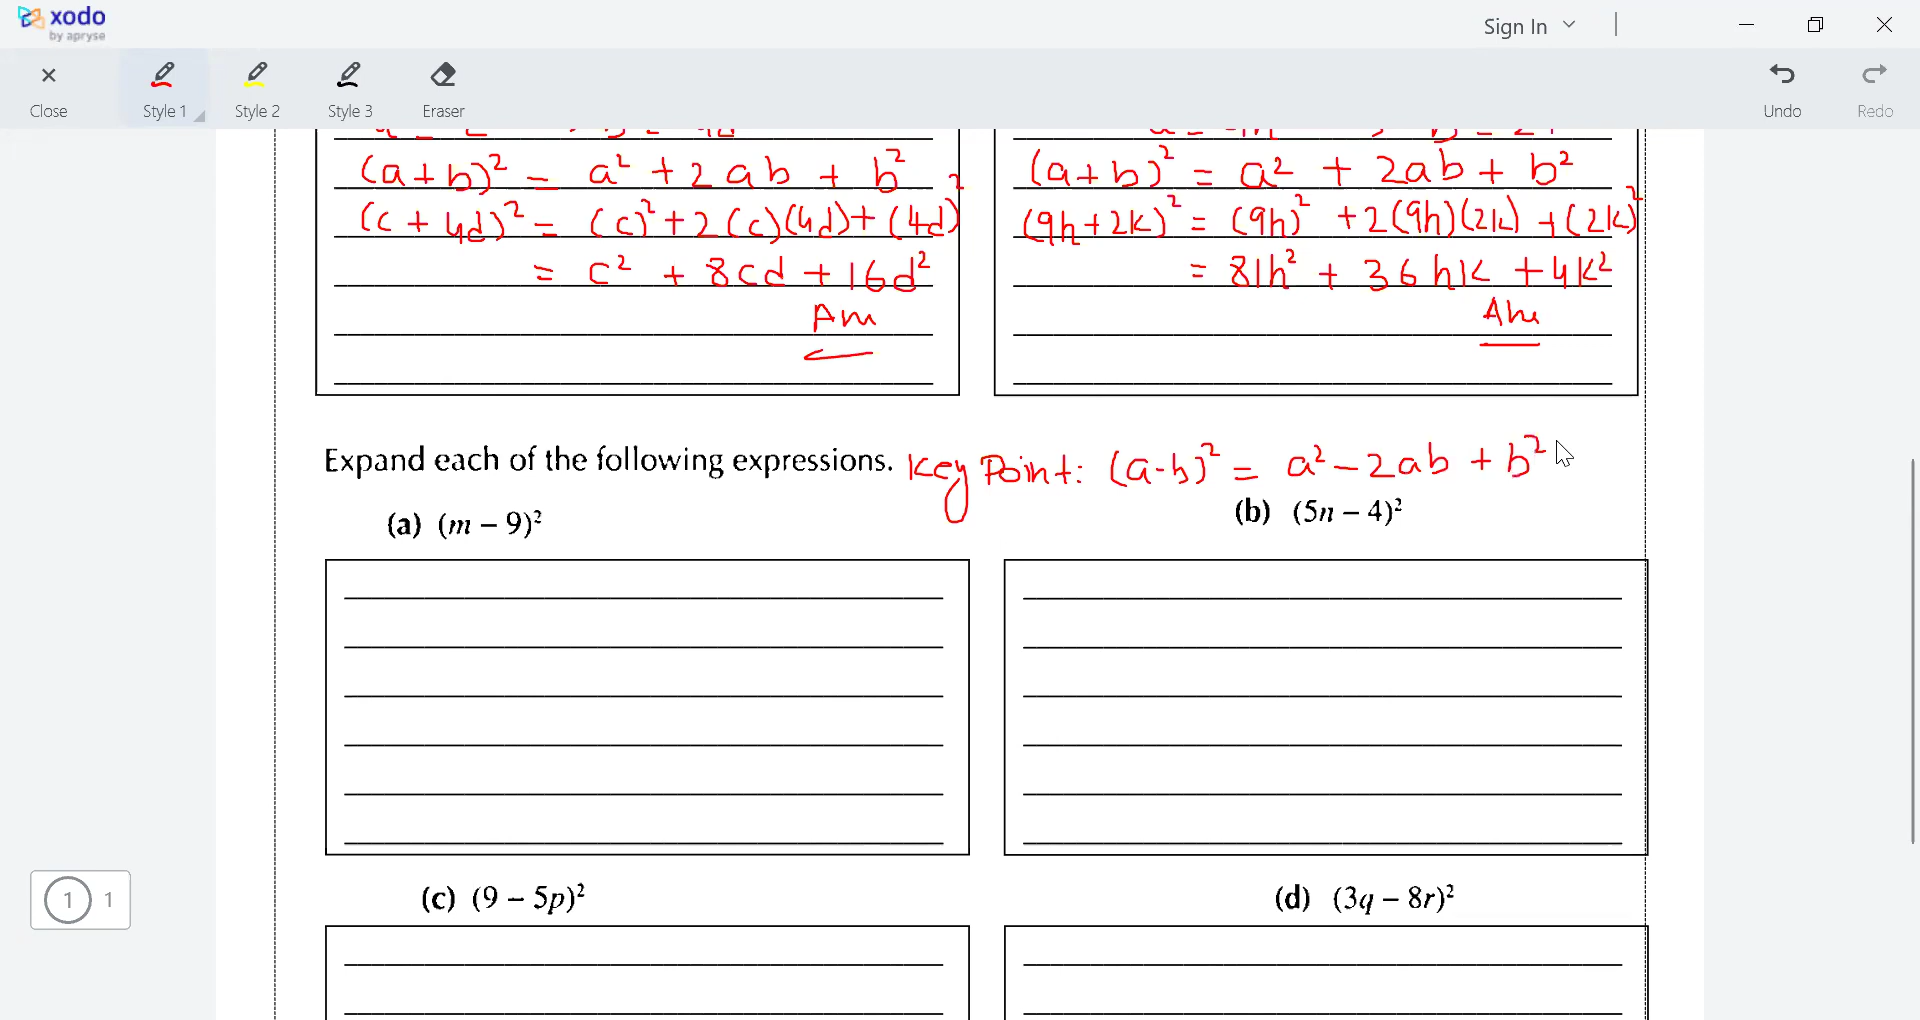 xodo
by apryse
Sign In
Close
Style 1
Style 2
Style 3
Eraser
Undo
Redo
(a+b)² = a² + 2ab + b²
(c + 4d)² = (c)² + 2(c)(4d) + (4d)²
= c² + 8cd + 16d²
Ans
(a+b)² = a² + 2ab + b²
(9h+2k)² = (9h)² + 2(9h)(2k) + (2k)²
= 81h² + 36hk + 4k²
Ans
Expand each of the following expressions. Key Point: (a-b)² = a² - 2ab + b²
(a) (m – 9)²
(b) (5n – 4)²
(c) (9 – 5p)²
(d) (3q – 8r)²
1 1